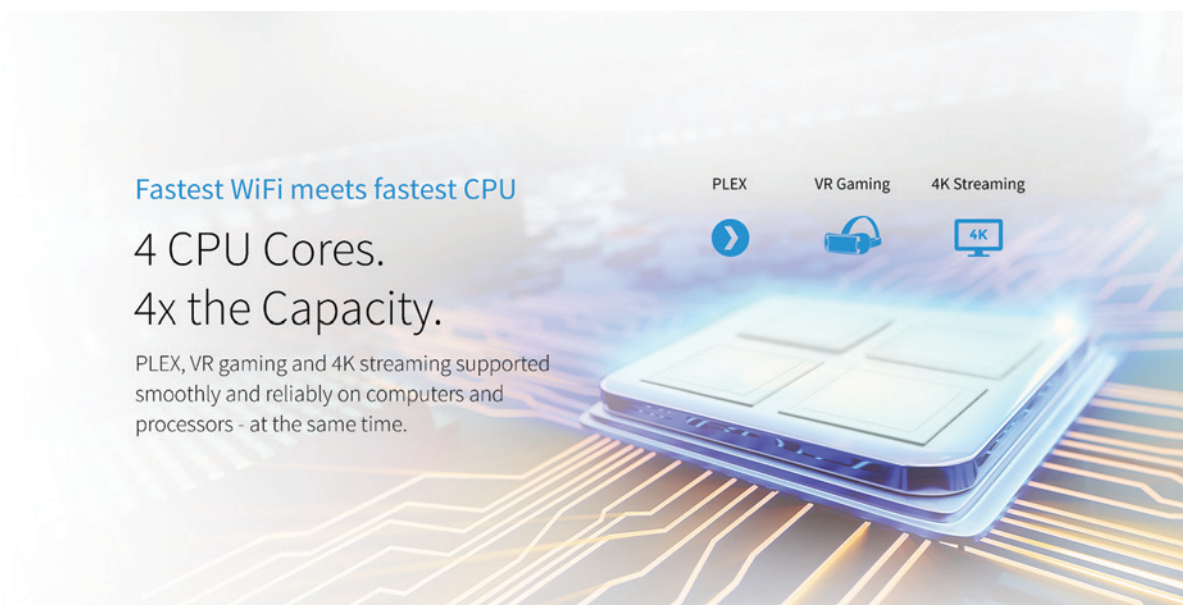 Fastest WiFi meets fastest CPU
4 CPU Cores.
4x the Capacity.
PLEX, VR gaming and 4K streaming supported
smoothly and reliably on computers and
processors - at the same time.
PLEX
VR Gaming
4K Streaming
4K